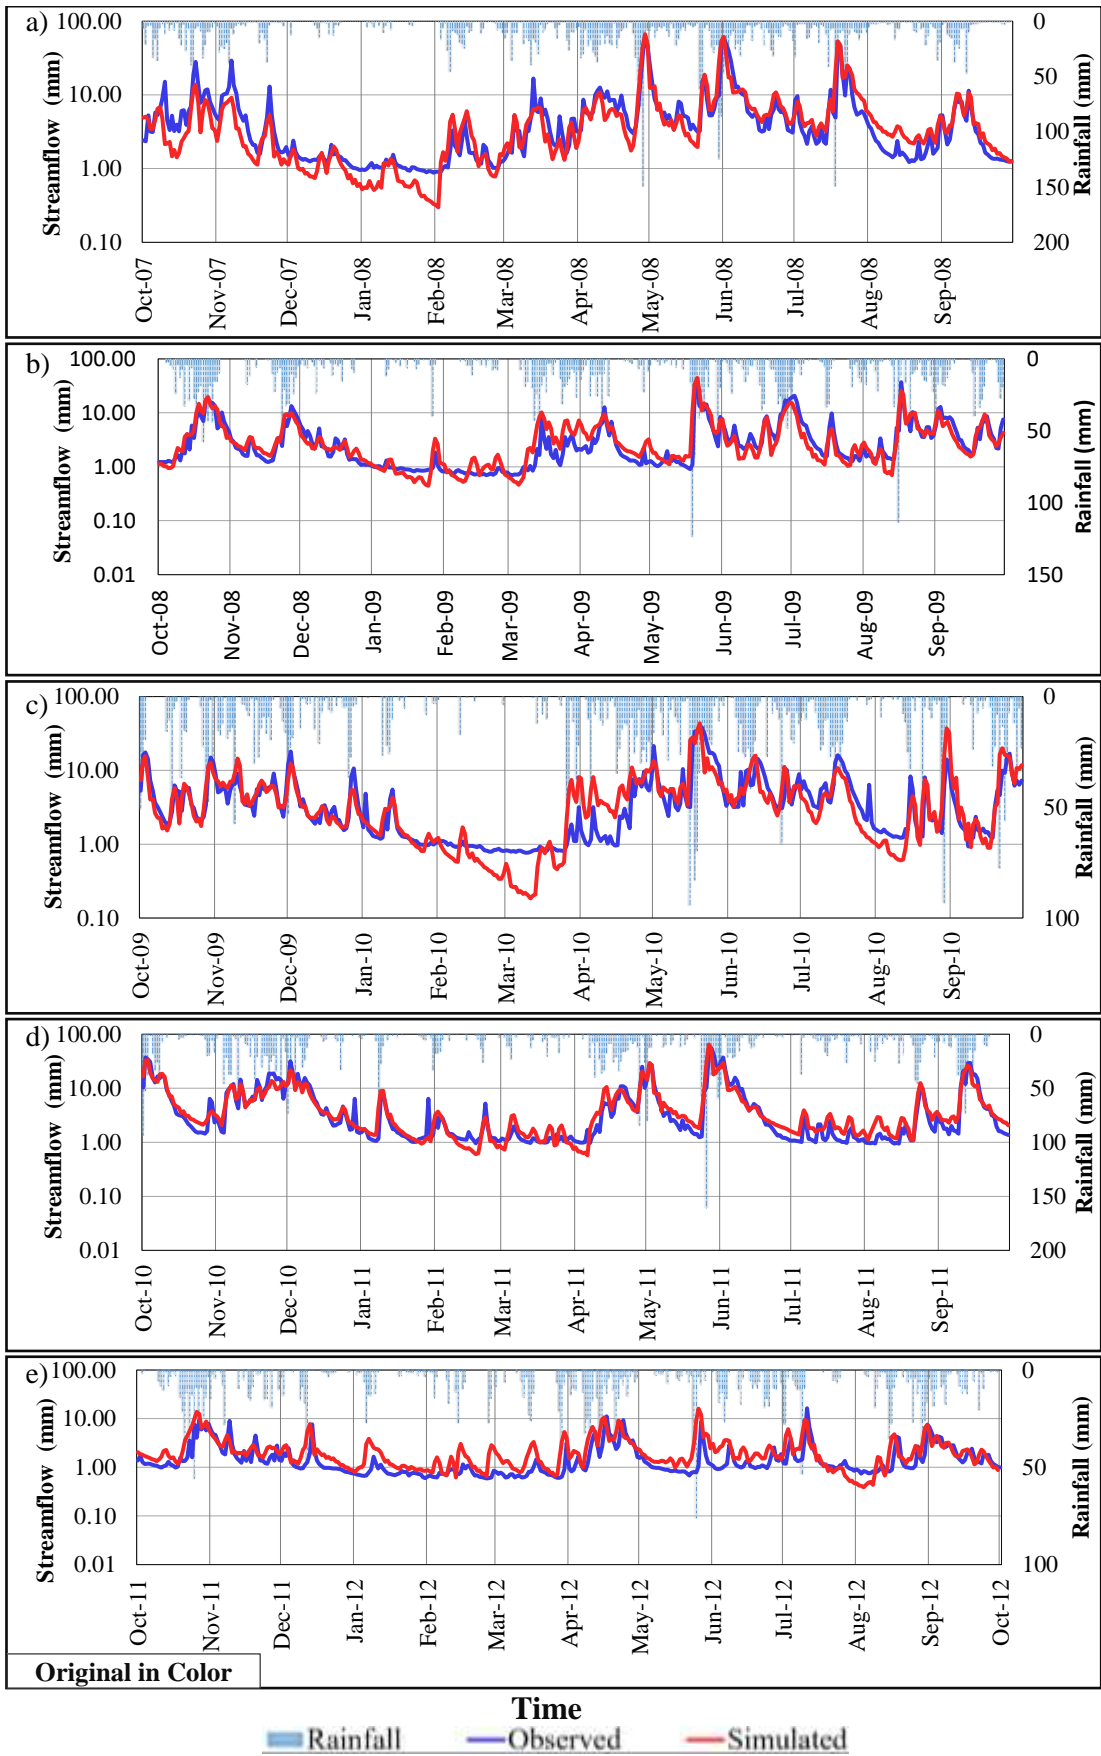 a)
Streamflow (mm)
100.00
10.00
1.00
0.10
0
50
100
150
200
Rainfall (mm)
Oct-07
Nov-07
Dec-07
Jan-08
Feb-08
Mar-08
Apr-08
May-08
Jun-08
Jul-08
Aug-08
Sep-08
b)
Streamflow (mm)
100.00
10.00
1.00
0.10
0.01
0
50
100
150
Rainfall (mm)
Oct-08
Nov-08
Dec-08
Jan-09
Feb-09
Mar-09
Apr-09
May-09
Jun-09
Jul-09
Aug-09
Sep-09
c)
Streamflow (mm)
100.00
10.00
1.00
0.10
0
50
100
Rainfall (mm)
Oct-09
Nov-09
Dec-09
Jan-10
Feb-10
Mar-10
Apr-10
May-10
Jun-10
Jul-10
Aug-10
Sep-10
d)
Streamflow (mm)
100.00
10.00
1.00
0.10
0.01
0
50
100
150
200
Rainfall (mm)
Oct-10
Nov-10
Dec-10
Jan-11
Feb-11
Mar-11
Apr-11
May-11
Jun-11
Jul-11
Aug-11
Sep-11
e)
Streamflow (mm)
100.00
10.00
1.00
0.10
0.01
0
50
100
Rainfall (mm)
Oct-11
Nov-11
Dec-11
Jan-12
Feb-12
Mar-12
Apr-12
May-12
Jun-12
Jul-12
Aug-12
Sep-12
Oct-12
Original in Color
Time
Rainfall Observed Simulated